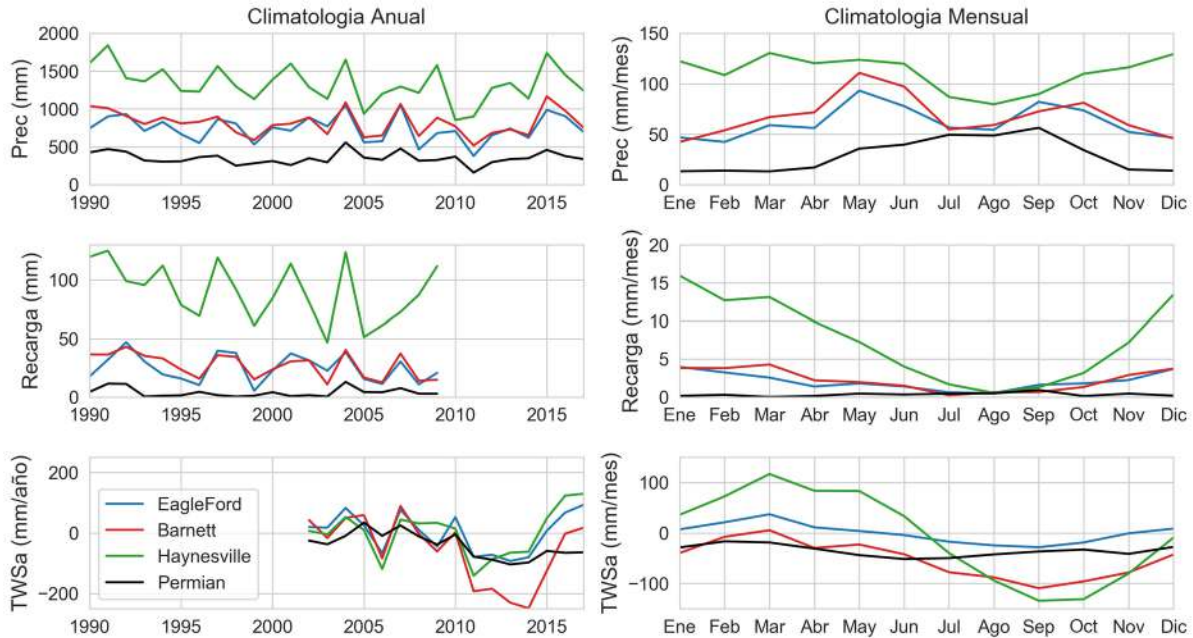 Climatologia Anual
Climatologia Mensual
Prec (mm)
2000
1500
1000
500
0
1990 1995 2000 2005 2010 2015
Prec (mm/mes)
150
100
50
0
Ene Feb Mar Abr May Jun Jul Ago Sep Oct Nov Dic
Recarga (mm)
100
50
0
1990 1995 2000 2005 2010 2015
Recarga (mm/mes)
20
15
10
5
0
Ene Feb Mar Abr May Jun Jul Ago Sep Oct Nov Dic
TWSa (mm/año)
200
0
−200
EagleFord
Barnett
Haynesville
Permian
1990 1995 2000 2005 2010 2015
TWSa (mm/mes)
100
0
−100
Ene Feb Mar Abr May Jun Jul Ago Sep Oct Nov Dic